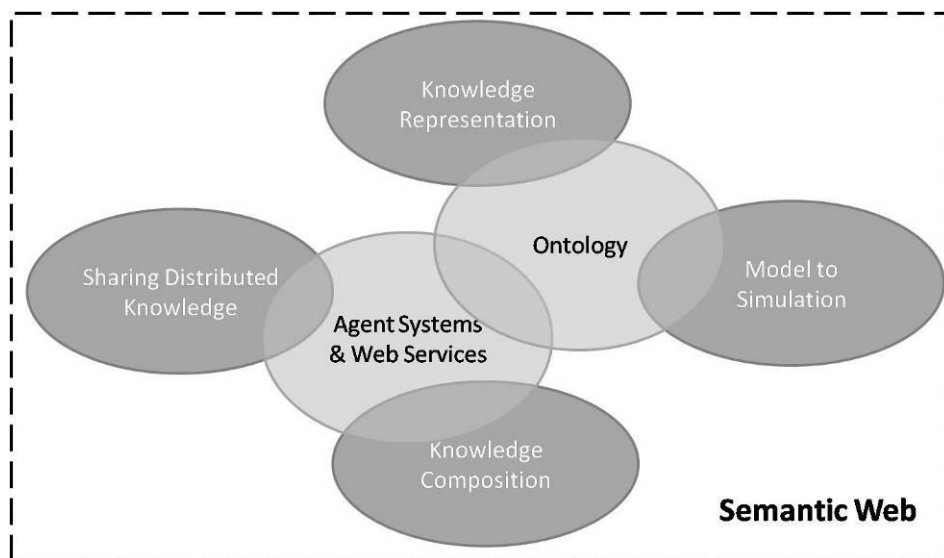 Knowledge
Representation
Ontology
Sharing Distributed
Knowledge
Model to
Simulation
Agent Systems
& Web Services
Knowledge
Composition
Semantic Web